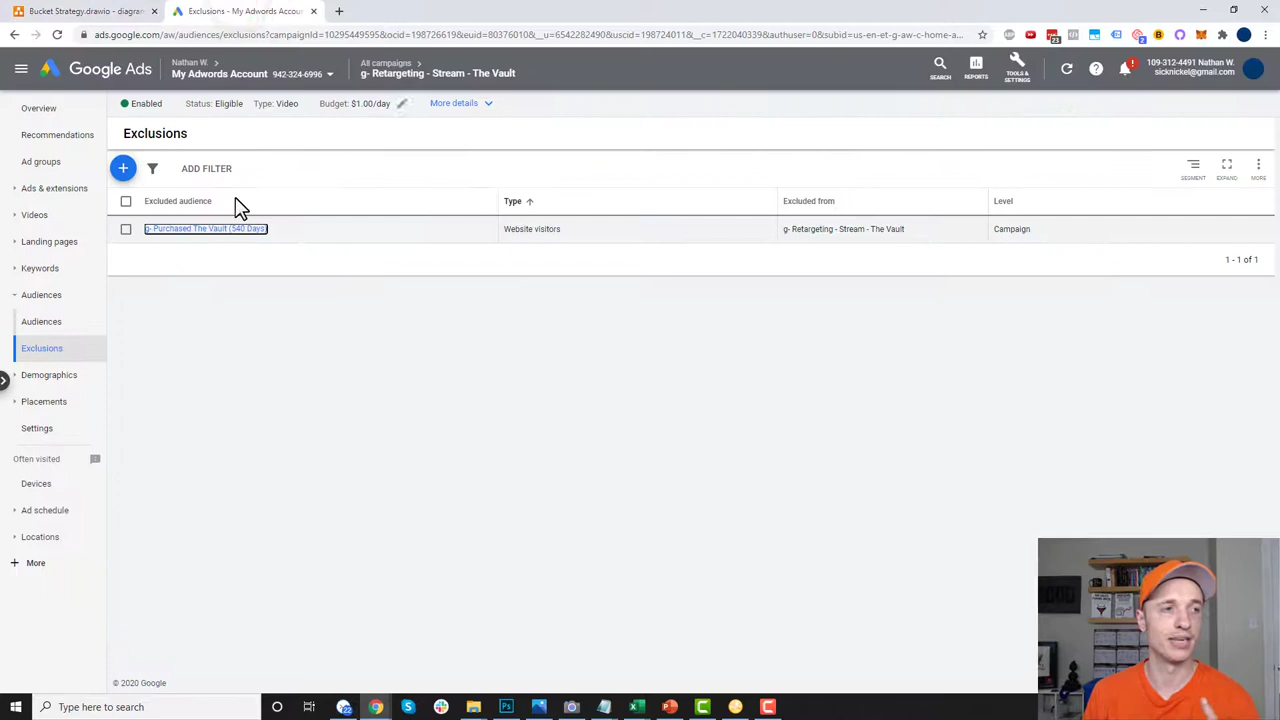 Bucket Strategy.drawio - diagram
Exclusions - My Adwords Accou
ads.google.com/aw/audiences/exclusions?campaignId=10295449595&ocid=198726619&euid=80376010&__u=6542282490&uscid=198724011&__c=1722040339&authuser=0&subid=us-en-et-g-aw-c-home-a...
23
2
Google Ads
Nathan W.
My Adwords Account 942-324-6996
All campaigns
g- Retargeting - Stream - The Vault
SEARCH
REPORTS
TOOLS &
SETTINGS
109-312-4491 Nathan W.
sicknickel@gmail.com
Enabled
Status: Eligible
Type: Video
Budget: $1.00/day
More details
Overview
Recommendations
Ad groups
Ads & extensions
Videos
Landing pages
Keywords
Audiences
Audiences
Exclusions
Demographics
Placements
Settings
Often visited
Devices
Ad schedule
Locations
More
Exclusions
ADD FILTER
SEGMENT
EXPAND
MORE
Excluded audience
Type
Excluded from
Level
g- Purchased The Vault (540 Days)
Website visitors
g- Retargeting - Stream - The Vault
Campaign
1 - 1 of 1
© 2020 Google
Type here to search